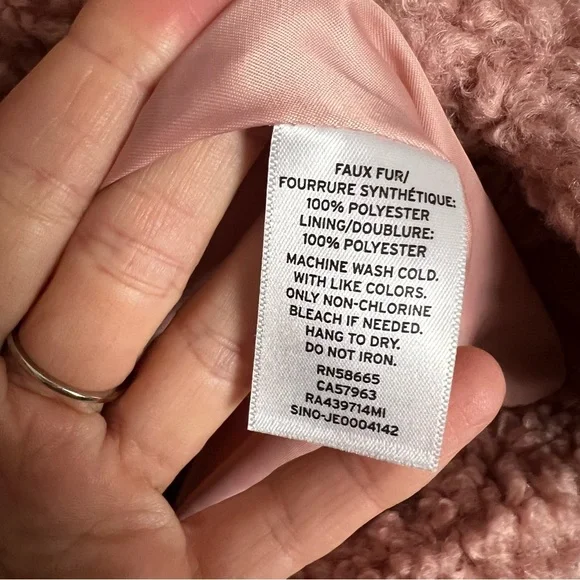 FAUX FUR/
FOURRURE SYNTHÉTIQUE:
100% POLYESTER
LINING/DOUBLURE:
100% POLYESTER
MACHINE WASH COLD.
WITH LIKE COLORS.
ONLY NON-CHLORINE
BLEACH IF NEEDED.
HANG TO DRY.
DO NOT IRON.
RN58665
CA57963
RA439714MI
SINO-JE0004142